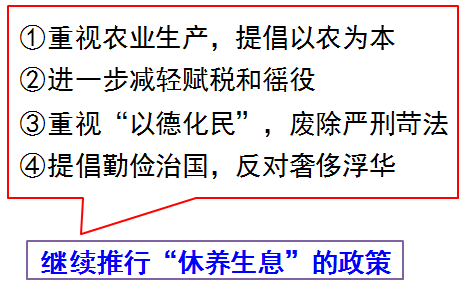 ①重视农业生产，提倡以农为本
②进一步减轻赋税和徭役
③重视“以德化民”，废除严刑苛法
④提倡勤俭治国，反对奢侈浮华
继续推行“休养生息”的政策